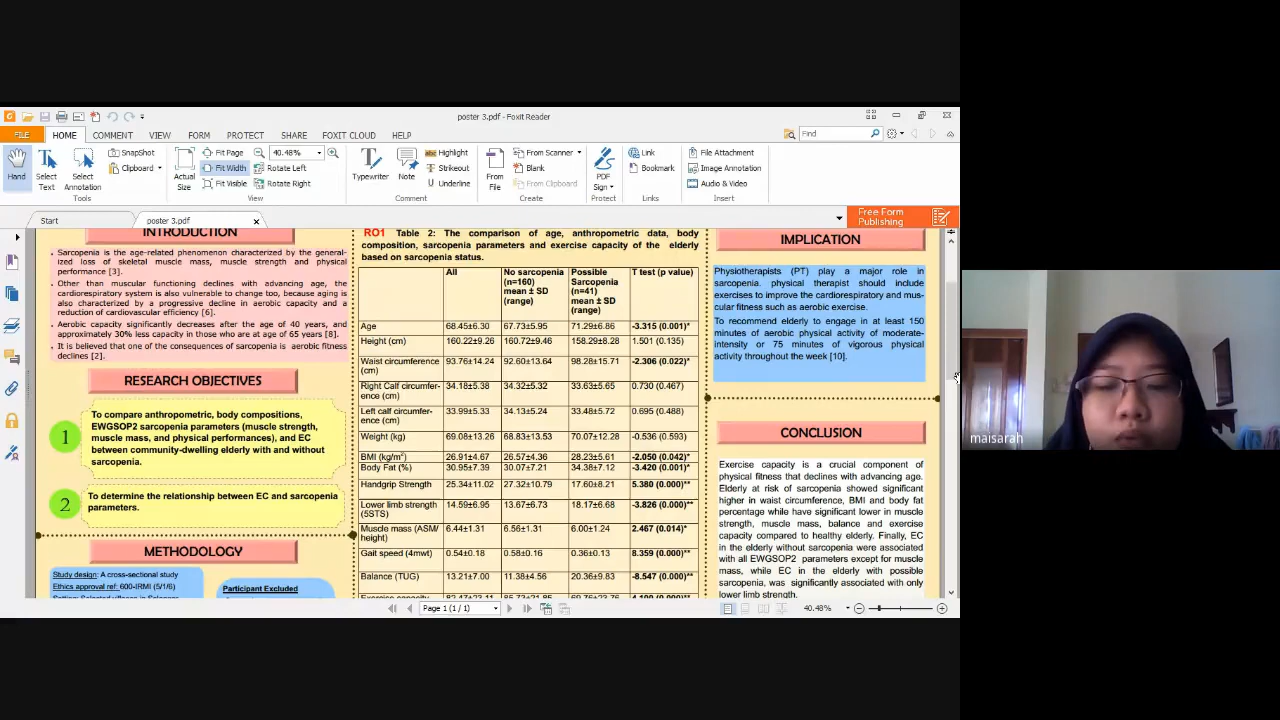 poster 3.pdf - Foxit Reader
FILE HOME COMMENT VIEW FORM PROTECT SHARE FOXIT CLOUD HELP
Find
Hand
Select Text
Select Annotation
SnapShot
Clipboard
Tools
Actual Size
Fit Page
Fit Width
Fit Visible
40.48%
Rotate Left
Rotate Right
View
Typewriter
Note
Highlight
Strikeout
Underline
Comment
From File
From Scanner
Blank
From Clipboard
Create
PDF Sign
Protect
Link
Bookmark
Links
File Attachment
Image Annotation
Audio & Video
Insert
Start
poster 3.pdf
Free Form
Publishing
INTRODUCTION
Sarcopenia is the age-related phenomenon characterized by the general-
ized loss of skeletal muscle mass, muscle strength and physical
performance [3].
Other than muscular functioning declines with advancing age, the
cardiorespiratory system is also vulnerable to change too, because aging is
also characterized by a progressive decline in aerobic capacity and a
reduction of cardiovascular efficiency [6].
Aerobic capacity significantly decreases after the age of 40 years, and
approximately 30% less capacity in those who are at age of 65 years [8].
It is believed that one of the consequences of sarcopenia is aerobic fitness
declines [2].
RESEARCH OBJECTIVES
1
To compare anthropometric, body compositions,
EWGSOP2 sarcopenia parameters (muscle strength,
muscle mass, and physical performances), and EC
between community-dwelling elderly with and without
sarcopenia.
2
To determine the relationship between EC and sarcopenia
parameters.
METHODOLOGY
Study design: A cross-sectional study
Ethics approval ref: 600-IRMI (5/1/6)
Setting: Selected villages in Selangor
Participant Excluded
RO1 Table 2: The comparison of age, anthropometric data, body
composition, sarcopenia parameters and exercise capacity of the elderly
based on sarcopenia status.
All
No sarcopenia (n=160) mean ± SD (range)
Possible Sarcopenia (n=41) mean ± SD (range)
T test (p value)
Age 68.45±6.30 67.73±5.95 71.29±6.86 -3.315 (0.001)*
Height (cm) 160.22±9.26 160.72±9.46 158.29±8.28 1.501 (0.135)
Waist circumference (cm) 93.76±14.24 92.60±13.64 98.28±15.71 -2.306 (0.022)*
Right Calf circumfer-ence (cm) 34.18±5.38 34.32±5.32 33.63±5.65 0.730 (0.467)
Left calf circumfer-ence (cm) 33.99±5.33 34.13±5.24 33.48±5.72 0.695 (0.488)
Weight (kg) 69.08±13.26 68.83±13.53 70.07±12.28 -0.536 (0.593)
BMI (kg/m²) 26.91±4.67 26.57±4.36 28.23±5.61 -2.050 (0.042)*
Body Fat (%) 30.95±7.39 30.07±7.21 34.38±7.12 -3.420 (0.001)*
Handgrip Strength 25.34±11.02 27.32±10.79 17.60±8.21 5.380 (0.000)**
Lower limb strength (5STS) 14.59±6.95 13.67±6.73 18.17±6.68 -3.826 (0.000)**
Muscle mass (ASM/height) 6.44±1.31 6.56±1.31 6.00±1.24 2.467 (0.014)*
Gait speed (4mwt) 0.54±0.18 0.58±0.16 0.36±0.13 8.359 (0.000)**
Balance (TUG) 13.21±7.00 11.38±4.56 20.36±9.83 -8.547 (0.000)**
Exercise capacity
IMPLICATION
Physiotherapists (PT) play a major role in
sarcopenia. physical therapist should include
exercises to improve the cardiorespiratory and mus-
cular fitness such as aerobic exercise.
To recommend elderly to engage in at least 150
minutes of aerobic physical activity of moderate-
intensity or 75 minutes of vigorous physical
activity throughout the week [10].
CONCLUSION
Exercise capacity is a crucial component of
physical fitness that declines with advancing age.
Elderly at risk of sarcopenia showed significant
higher in waist circumference, BMI and body fat
percentage while have significant lower in muscle
strength, muscle mass, balance and exercise
capacity compared to healthy elderly. Finally, EC
in the elderly without sarcopenia were associated
with all EWGSOP2 parameters except for muscle
mass, while EC in the elderly with possible
sarcopenia, was significantly associated with only
lower limb strength.
Page 1 (1 / 1)
40.48%
maisarah